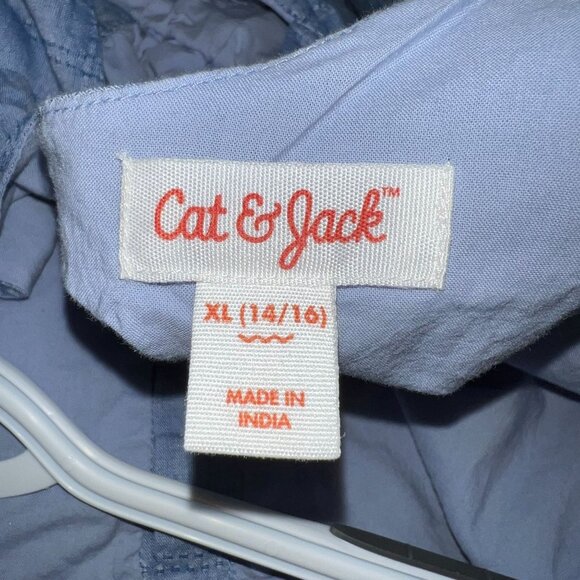 Cat & Jack™
XL (14/16)
MADE IN
INDIA